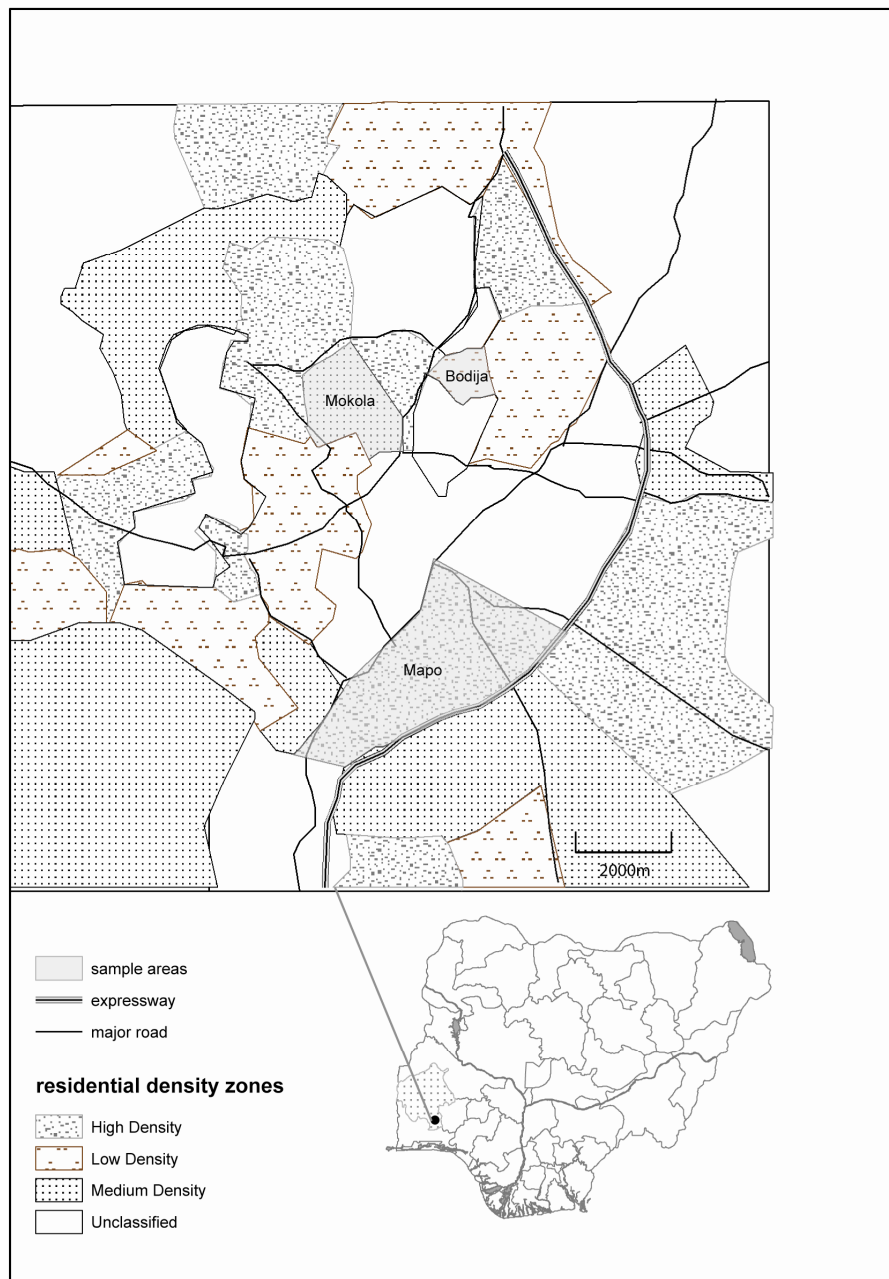 Bodija
Mokola
Mapo
2000m
sample areas
expressway
major road
residential density zones
High Density
Low Density
Medium Density
Unclassified